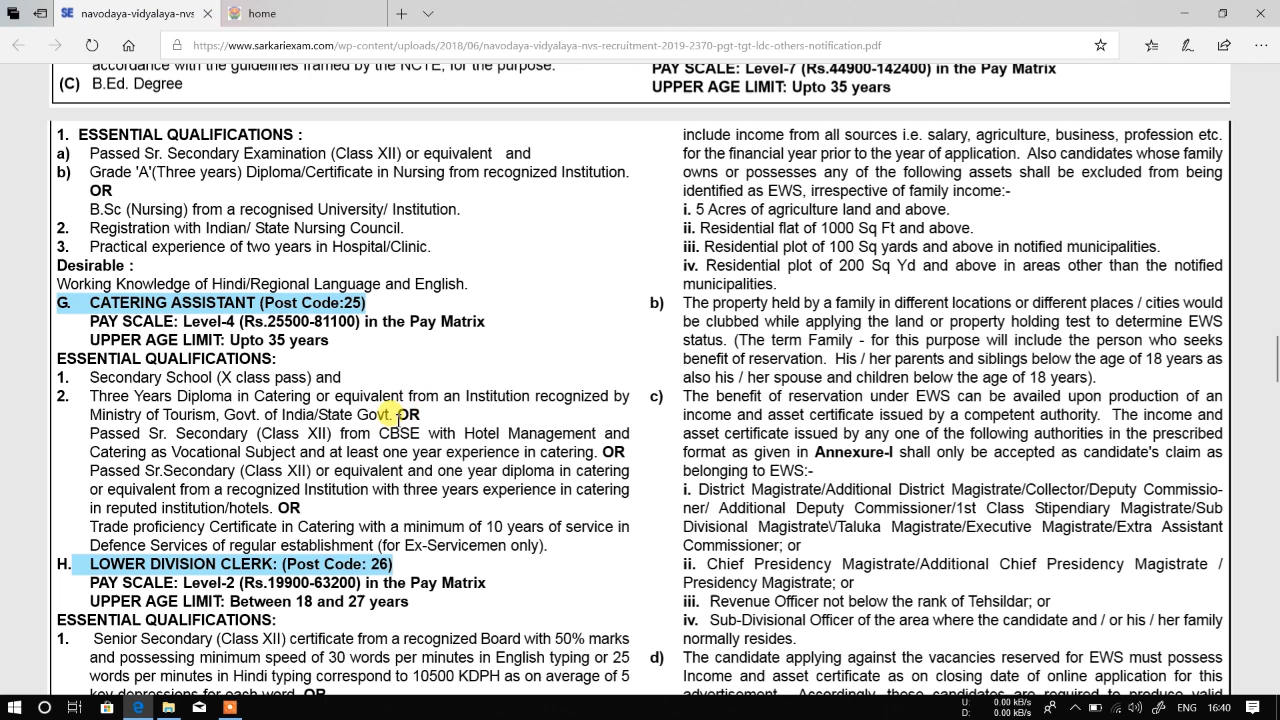 navodaya-vidyalaya-nvs
home
https://www.sarkariexam.com/wp-content/uploads/2018/06/navodaya-vidyalaya-nvs-recruitment-2019-2370-pgt-tgt-ldc-others-notification.pdf
accordance with the guidelines framed by the NCTE, for the purpose.
(C) B.Ed. Degree
PAY SCALE: Level-7 (Rs.44900-142400) in the Pay Matrix
UPPER AGE LIMIT: Upto 35 years
1. ESSENTIAL QUALIFICATIONS :
a) Passed Sr. Secondary Examination (Class XII) or equivalent and
b) Grade 'A'(Three years) Diploma/Certificate in Nursing from recognized Institution.
OR
B.Sc (Nursing) from a recognised University/ Institution.
2. Registration with Indian/ State Nursing Council.
3. Practical experience of two years in Hospital/Clinic.
Desirable :
Working Knowledge of Hindi/Regional Language and English.
G. CATERING ASSISTANT (Post Code:25)
PAY SCALE: Level-4 (Rs.25500-81100) in the Pay Matrix
UPPER AGE LIMIT: Upto 35 years
ESSENTIAL QUALIFICATIONS:
1. Secondary School (X class pass) and
2. Three Years Diploma in Catering or equivalent from an Institution recognized by
Ministry of Tourism, Govt. of India/State Govt. OR
Passed Sr. Secondary (Class XII) from CBSE with Hotel Management and
Catering as Vocational Subject and at least one year experience in catering. OR
Passed Sr.Secondary (Class XII) or equivalent and one year diploma in catering
or equivalent from a recognized Institution with three years experience in catering
in reputed institution/hotels. OR
Trade proficiency Certificate in Catering with a minimum of 10 years of service in
Defence Services of regular establishment (for Ex-Servicemen only).
H. LOWER DIVISION CLERK: (Post Code: 26)
PAY SCALE: Level-2 (Rs.19900-63200) in the Pay Matrix
UPPER AGE LIMIT: Between 18 and 27 years
ESSENTIAL QUALIFICATIONS:
1. Senior Secondary (Class XII) certificate from a recognized Board with 50% marks
and possessing minimum speed of 30 words per minutes in English typing or 25
words per minutes in Hindi typing correspond to 10500 KDPH as on average of 5
key depressions for each word. OR
include income from all sources i.e. salary, agriculture, business, profession etc.
for the financial year prior to the year of application. Also candidates whose family
owns or possesses any of the following assets shall be excluded from being
identified as EWS, irrespective of family income:-
i. 5 Acres of agriculture land and above.
ii. Residential flat of 1000 Sq Ft and above.
iii. Residential plot of 100 Sq yards and above in notified municipalities.
iv. Residential plot of 200 Sq Yd and above in areas other than the notified
municipalities.
b) The property held by a family in different locations or different places / cities would
be clubbed while applying the land or property holding test to determine EWS
status. (The term Family - for this purpose will include the person who seeks
benefit of reservation. His / her parents and siblings below the age of 18 years as
also his / her spouse and children below the age of 18 years).
c) The benefit of reservation under EWS can be availed upon production of an
income and asset certificate issued by a competent authority. The income and
asset certificate issued by any one of the following authorities in the prescribed
format as given in Annexure-I shall only be accepted as candidate's claim as
belonging to EWS:-
i. District Magistrate/Additional District Magistrate/Collector/Deputy Commissio-
ner/ Additional Deputy Commissioner/1st Class Stipendiary Magistrate/Sub
Divisional Magistrate\/Taluka Magistrate/Executive Magistrate/Extra Assistant
Commissioner; or
ii. Chief Presidency Magistrate/Additional Chief Presidency Magistrate /
Presidency Magistrate; or
iii. Revenue Officer not below the rank of Tehsildar; or
iv. Sub-Divisional Officer of the area where the candidate and / or his / her family
normally resides.
d) The candidate applying against the vacancies reserved for EWS must possess
Income and asset certificate as on closing date of online application for this
advertisement. Accordingly these candidates are required to produce valid
U: 0.00 kB/s
D: 0.00 kB/s
ENG 16:40